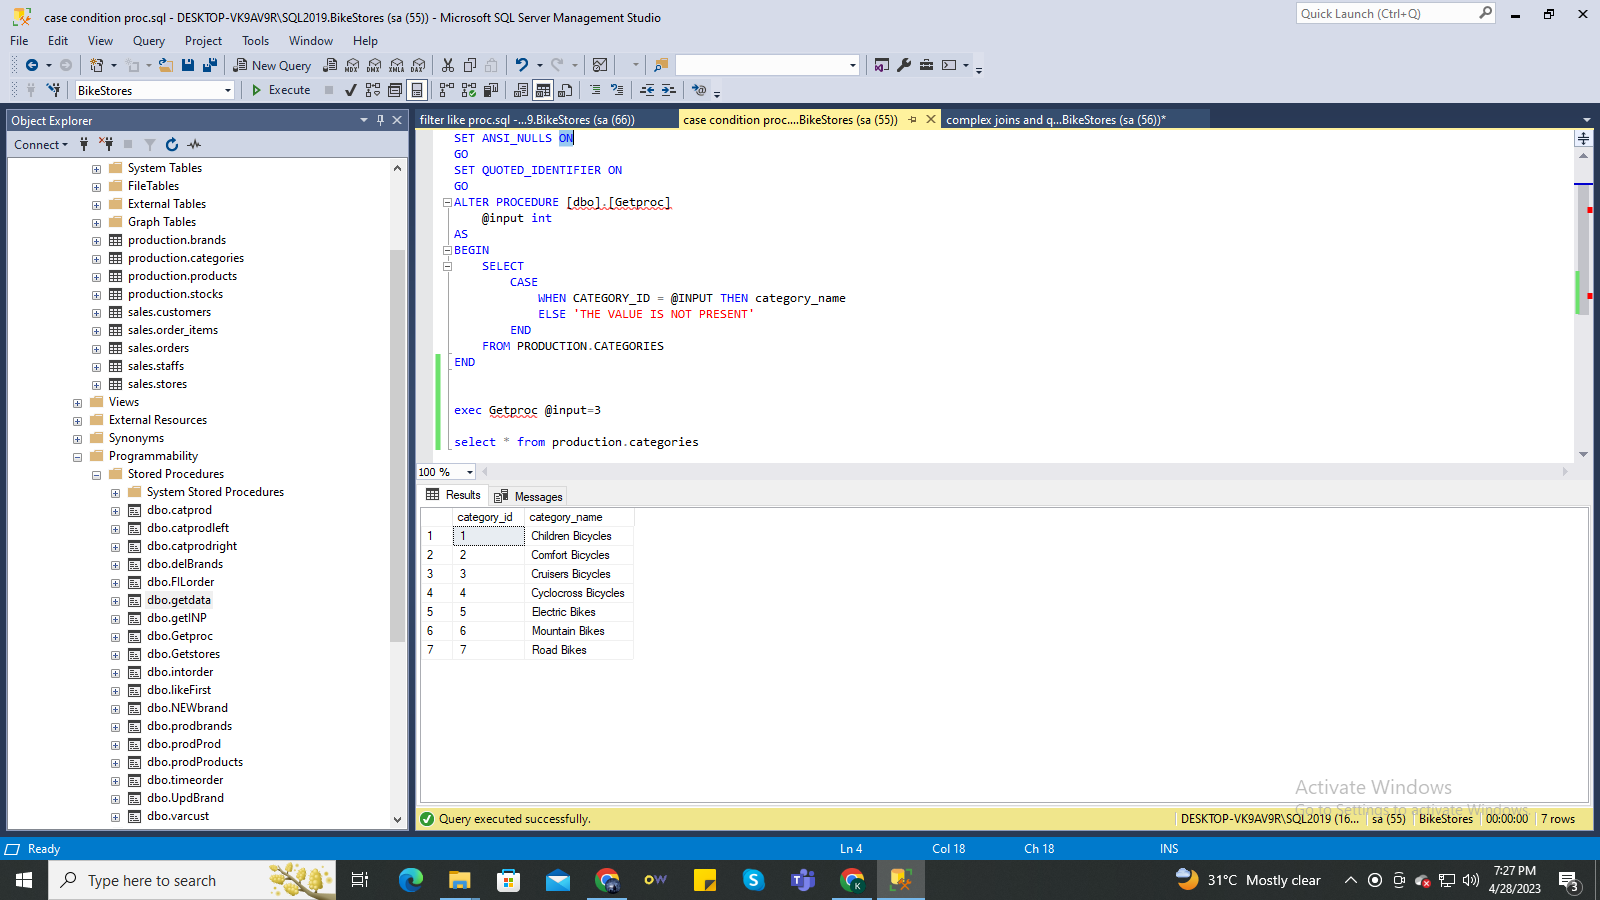 case condition proc.sql - DESKTOP-VK9AV9R\SQL2019.BikeStores (sa (55)) - Microsoft SQL Server Management Studio
Quick Launch (Ctrl+Q)
File Edit View Query Project Tools Window Help
New Query
MDX DMX XMLA DAX
BikeStores
Execute
Object Explorer
Connect
System Tables
FileTables
External Tables
Graph Tables
production.brands
production.categories
production.products
production.stocks
sales.customers
sales.order_items
sales.orders
sales.staffs
sales.stores
Views
External Resources
Synonyms
Programmability
Stored Procedures
System Stored Procedures
dbo.catprod
dbo.catprodleft
dbo.catprodright
dbo.delBrands
dbo.FILorder
dbo.getdata
dbo.getINP
dbo.Getproc
dbo.Getstores
dbo.intorder
dbo.likeFirst
dbo.NEWbrand
dbo.prodbrands
dbo.prodProd
dbo.prodProducts
dbo.timeorder
dbo.UpdBrand
dbo.varcust
filter like proc.sql -...9.BikeStores (sa (66))
case condition proc....BikeStores (sa (55))
complex joins and q...BikeStores (sa (56))*
SET ANSI_NULLS ON
GO
SET QUOTED_IDENTIFIER ON
GO
ALTER PROCEDURE [dbo].[Getproc]
@input int
AS
BEGIN
SELECT
CASE
WHEN CATEGORY_ID = @INPUT THEN category_name
ELSE 'THE VALUE IS NOT PRESENT'
END
FROM PRODUCTION.CATEGORIES
END
exec Getproc @input=3
select * from production.categories
100 %
Results Messages
category_id category_name
1 1 Children Bicycles
2 2 Comfort Bicycles
3 3 Cruisers Bicycles
4 4 Cyclocross Bicycles
5 5 Electric Bikes
6 6 Mountain Bikes
7 7 Road Bikes
Activate Windows
Go to Settings to activate Windows.
Query executed successfully.
DESKTOP-VK9AV9R\SQL2019 (16... sa (55) BikeStores 00:00:00 7 rows
Ready
Ln 4 Col 18 Ch 18 INS
Type here to search
OW
S
K
31°C Mostly clear
7:27 PM
4/28/2023
3